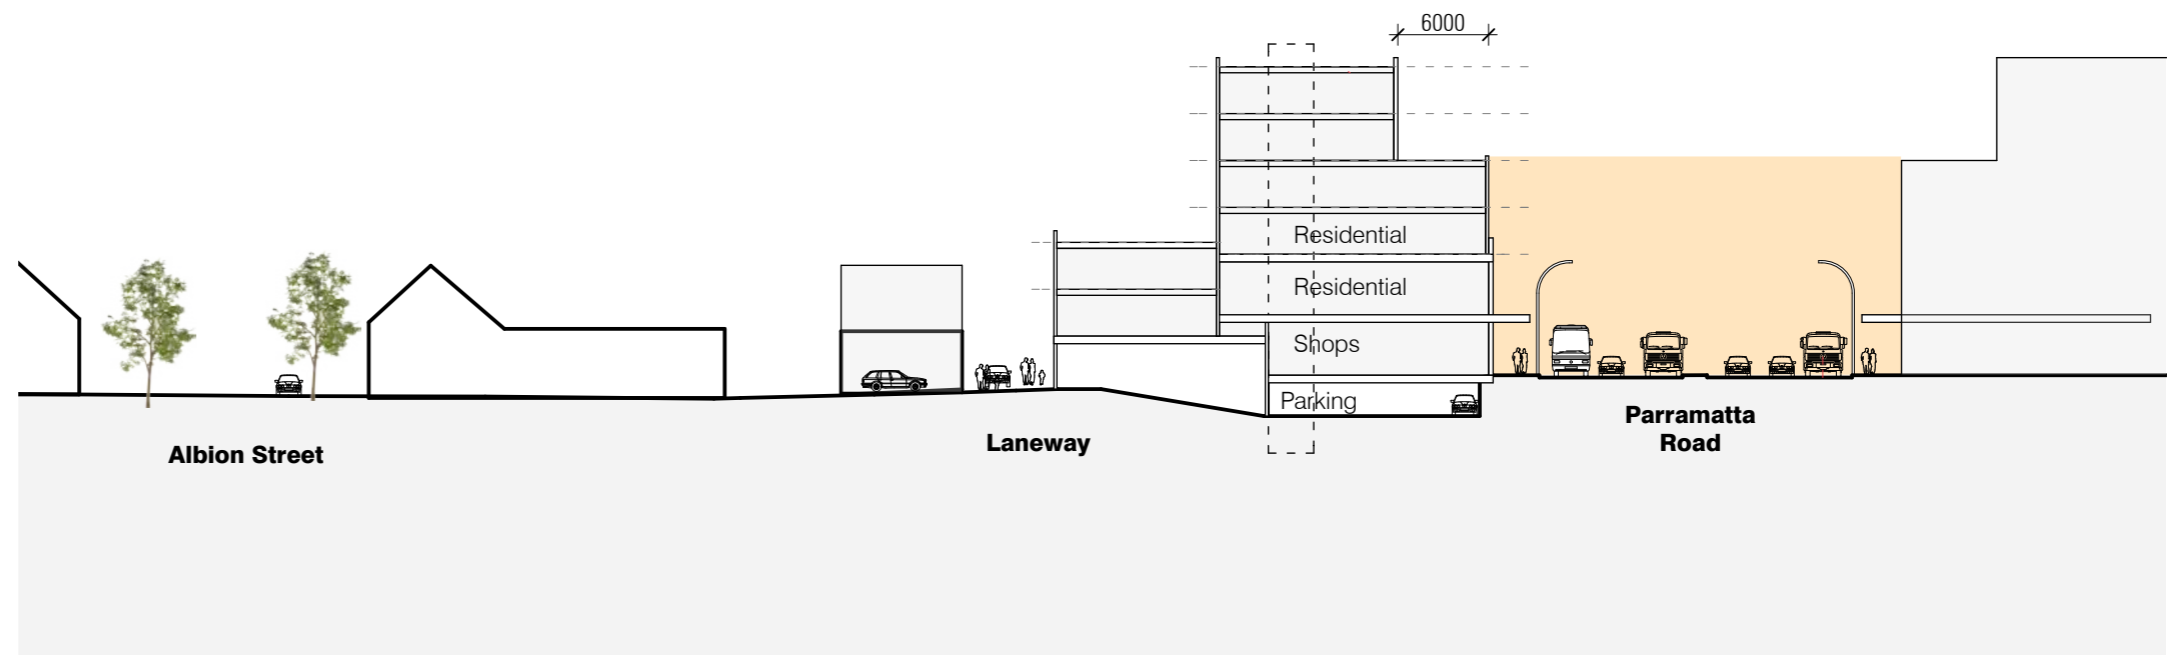 6000
Residential
Residential
Shops
Parking
Albion Street
Laneway
Parramatta
Road